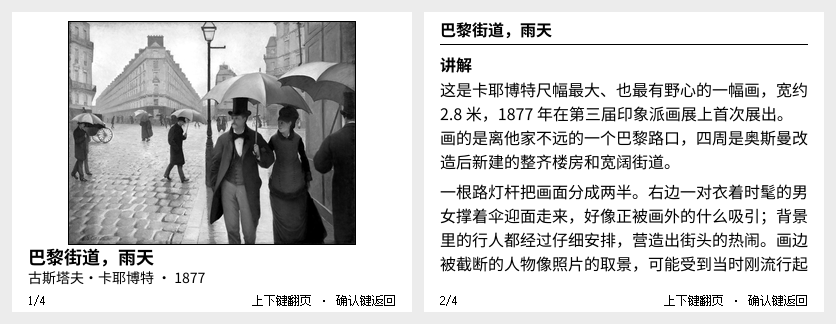 巴黎街道，雨天
古斯塔夫·卡耶博特 · 1877
1/4 上下键翻页 · 确认键返回
巴黎街道，雨天
讲解
这是卡耶博特尺幅最大、也最有野心的一幅画，宽约
2.8 米，1877 年在第三届印象派画展上首次展出。
画的是离他家不远的一个巴黎路口，四周是奥斯曼改
造后新建的整齐楼房和宽阔街道。
一根路灯杆把画面分成两半。右边一对衣着时髦的男
女撑着伞迎面走来，好像正被画外的什么吸引；背景
里的行人都经过仔细安排，营造出街头的热闹。画边
被截断的人物像照片的取景，可能受到当时刚流行起
2/4 上下键翻页 · 确认键返回